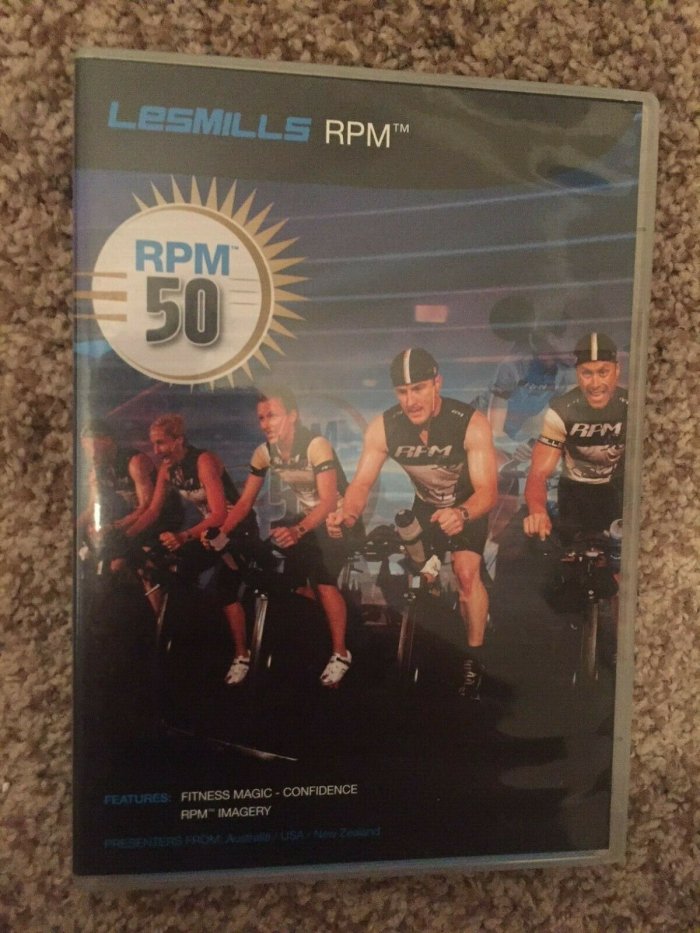 LESMILLS RPM™
RPM™
50
RPM
RPM
FEATURES: FITNESS MAGIC - CONFIDENCE
RPM™ IMAGERY
PRESENTERS FROM: Australia / USA / New Zealand